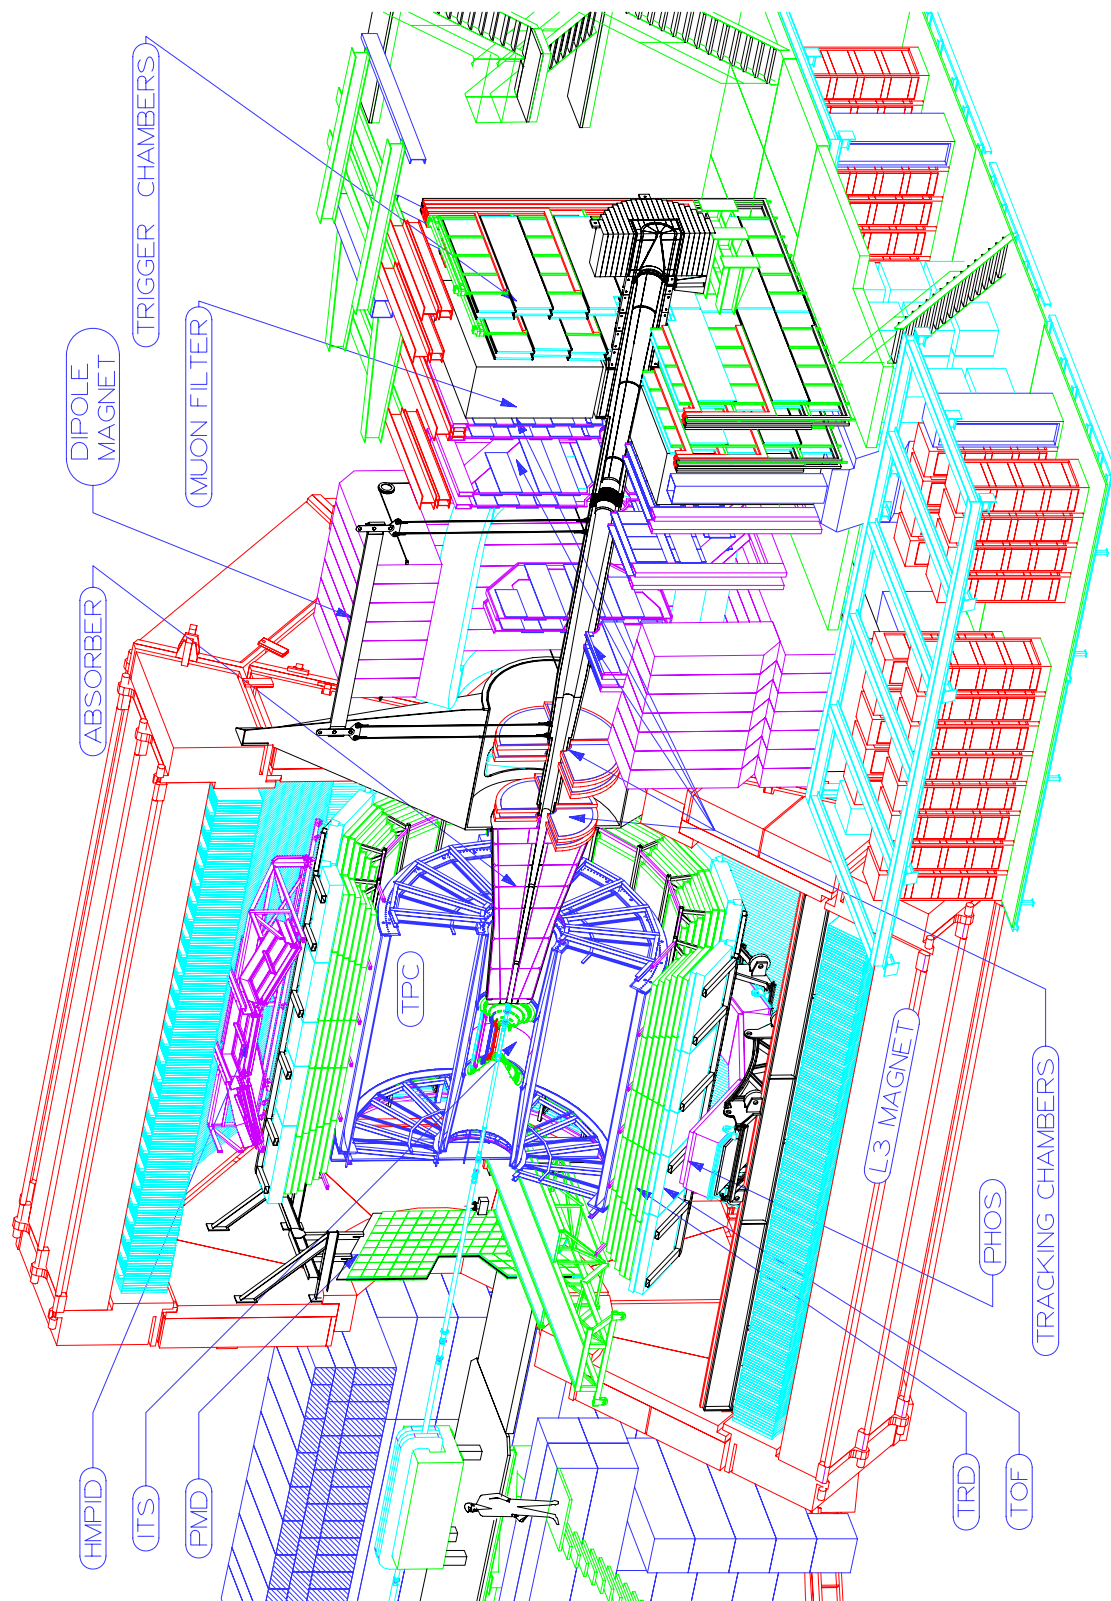 HMPID
ITS
PMD
ABSORBER
DIPOLE
MAGNET
MUON FILTER
TRIGGER CHAMBERS
TPC
L3 MAGNET
TRD
TOF
PHOS
TRACKING CHAMBERS